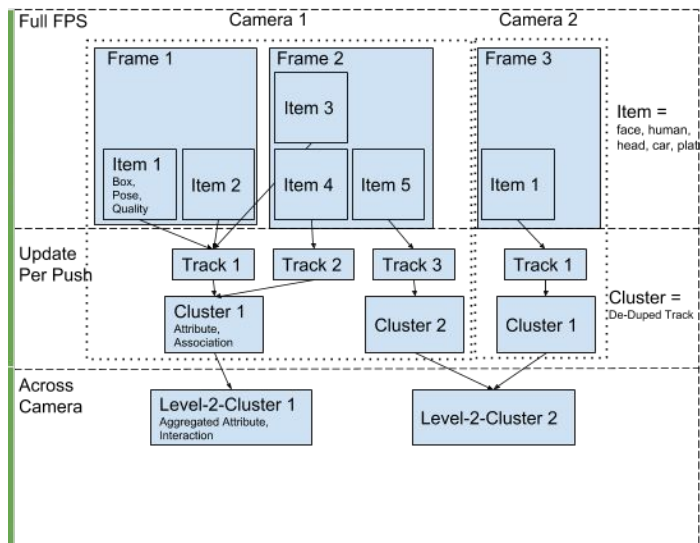 Full FPS
Camera 1
Camera 2
Frame 1
Frame 2
Frame 3
Item 3
Item =
face, human,
head, car, plat
Item 1
Box,
Pose,
Quality
Item 2
Item 4
Item 5
Item 1
Update
Per Push
Track 1
Track 2
Track 3
Track 1
Cluster 1
Attribute,
Association
Cluster 2
Cluster 1
Cluster =
De-Duped Track
Across
Camera
Level-2-Cluster 1
Aggregated Attribute,
Interaction
Level-2-Cluster 2